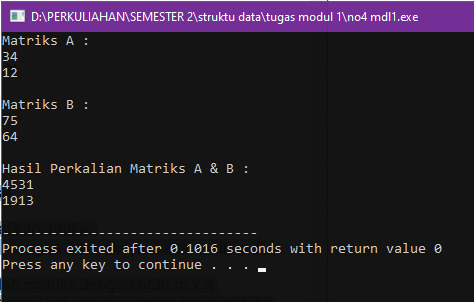 D:\PERKULIAHAN\SEMESTER 2\struktu data\tugas modul 1\no4 mdl1.exe
Matriks A :
34
12
Matriks B :
75
64
Hasil Perkalian Matriks A & B :
4531
1913
--------------------------------
Process exited after 0.1016 seconds with return value 0
Press any key to continue . . .